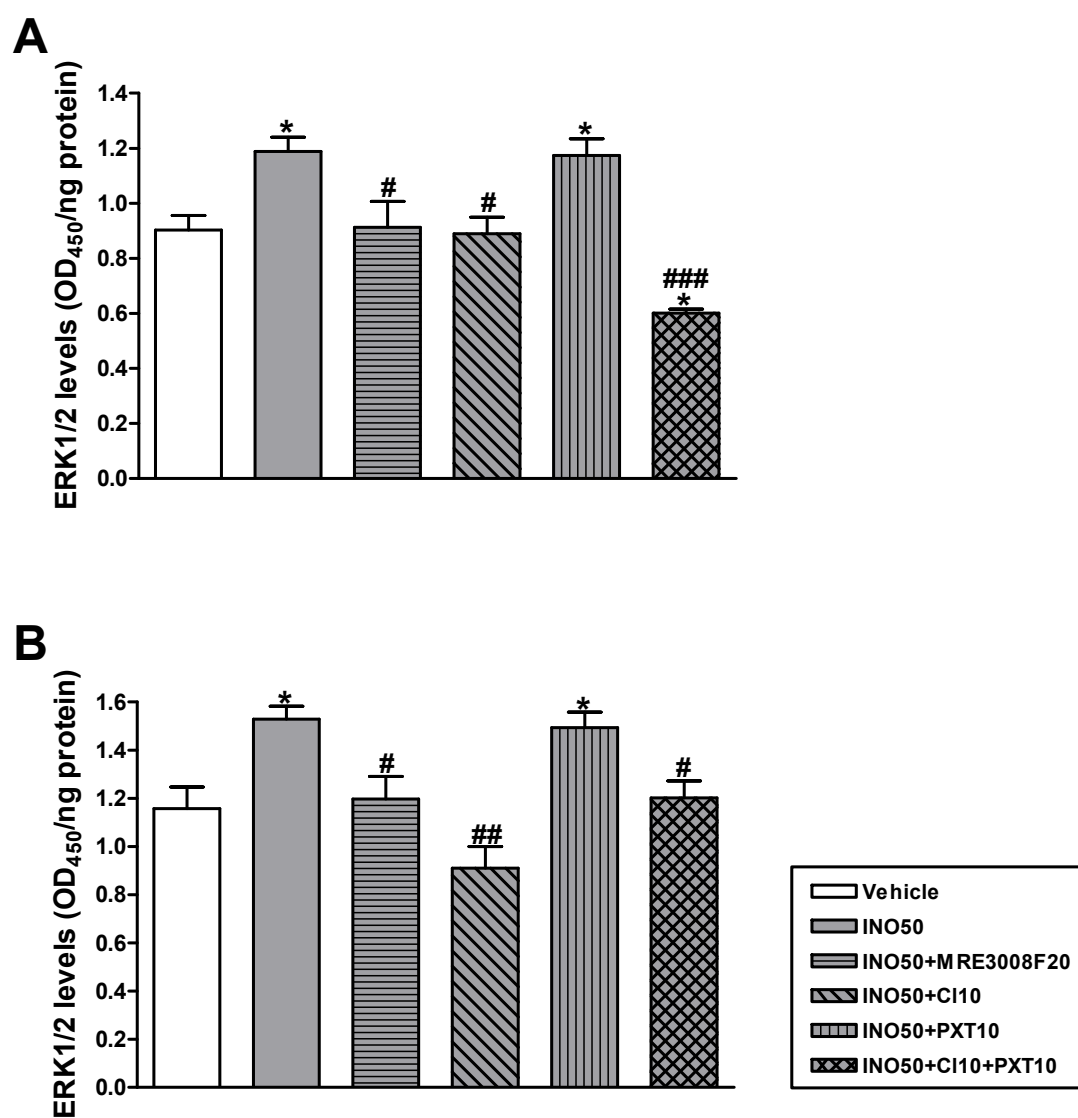 A
ERK1/2 levels (OD450/ng protein)
1.4
1.2
1.0
0.8
0.6
0.4
0.2
0.0
*
#
#
*
###
*
B
ERK1/2 levels (OD450/ng protein)
1.6
1.4
1.2
1.0
0.8
0.6
0.4
0.2
0.0
*
#
##
*
#
Vehicle
INO50
INO50+MRE3008F20
INO50+CI10
INO50+PXT10
INO50+CI10+PXT10